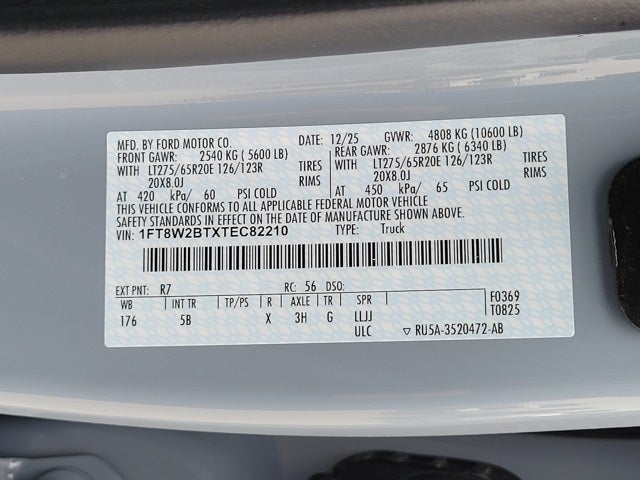 MFD. BY FORD MOTOR CO. DATE: 12/25 GVWR: 4808 KG (10600 LB)
FRONT GAWR: 2540 KG ( 5600 LB) REAR GAWR: 2876 KG ( 6340 LB)
WITH LT275/65R20E 126/123R TIRES WITH LT275/65R20E 126/123R TIRES
20X8.0J RIMS 20X8.0J RIMS
AT 420 kPa/ 60 PSI COLD AT 450 kPa/ 65 PSI COLD
THIS VEHICLE CONFORMS TO ALL APPLICABLE FEDERAL MOTOR VEHICLE
SAFETY STANDARDS IN EFFECT ON THE DATE OF MANUFACTURE SHOWN ABOVE.
VIN: 1FT8W2BTXTEC82210 TYPE: Truck
EXT PNT: R7 RC: 56 DSO:
WB INT TR TP/PS R AXLE TR SPR F0369
176 5B X 3H G LLJJ T0825
ULC ▽ RU5A-3520472-AB